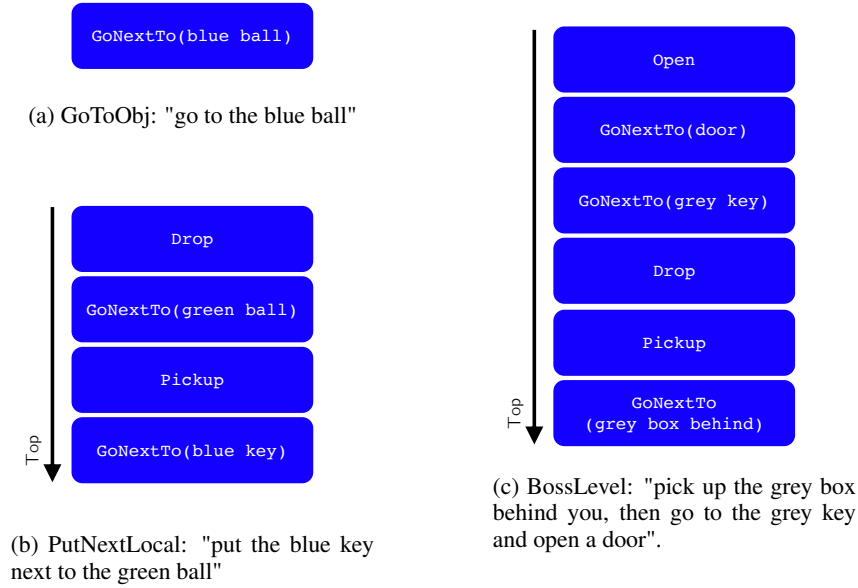 GoNextTo(blue ball)
(a) GoToObj: "go to the blue ball"
Top
Drop
GoNextTo(green ball)
Pickup
GoNextTo(blue key)
(b) PutNextLocal: "put the blue key
next to the green ball"
Top
Open
GoNextTo(door)
GoNextTo(grey key)
Drop
Pickup
GoNextTo
(grey box behind)
(c) BossLevel: "pick up the grey box
behind you, then go to the grey key
and open a door".